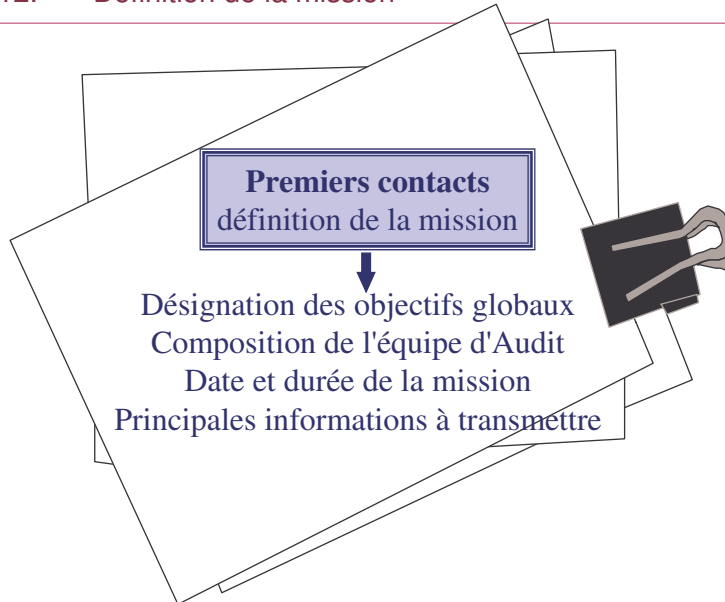 12. Définition de la mission
Premiers contacts
définition de la mission
Désignation des objectifs globaux
Composition de l'équipe d'Audit
Date et durée de la mission
Principales informations à transmettre